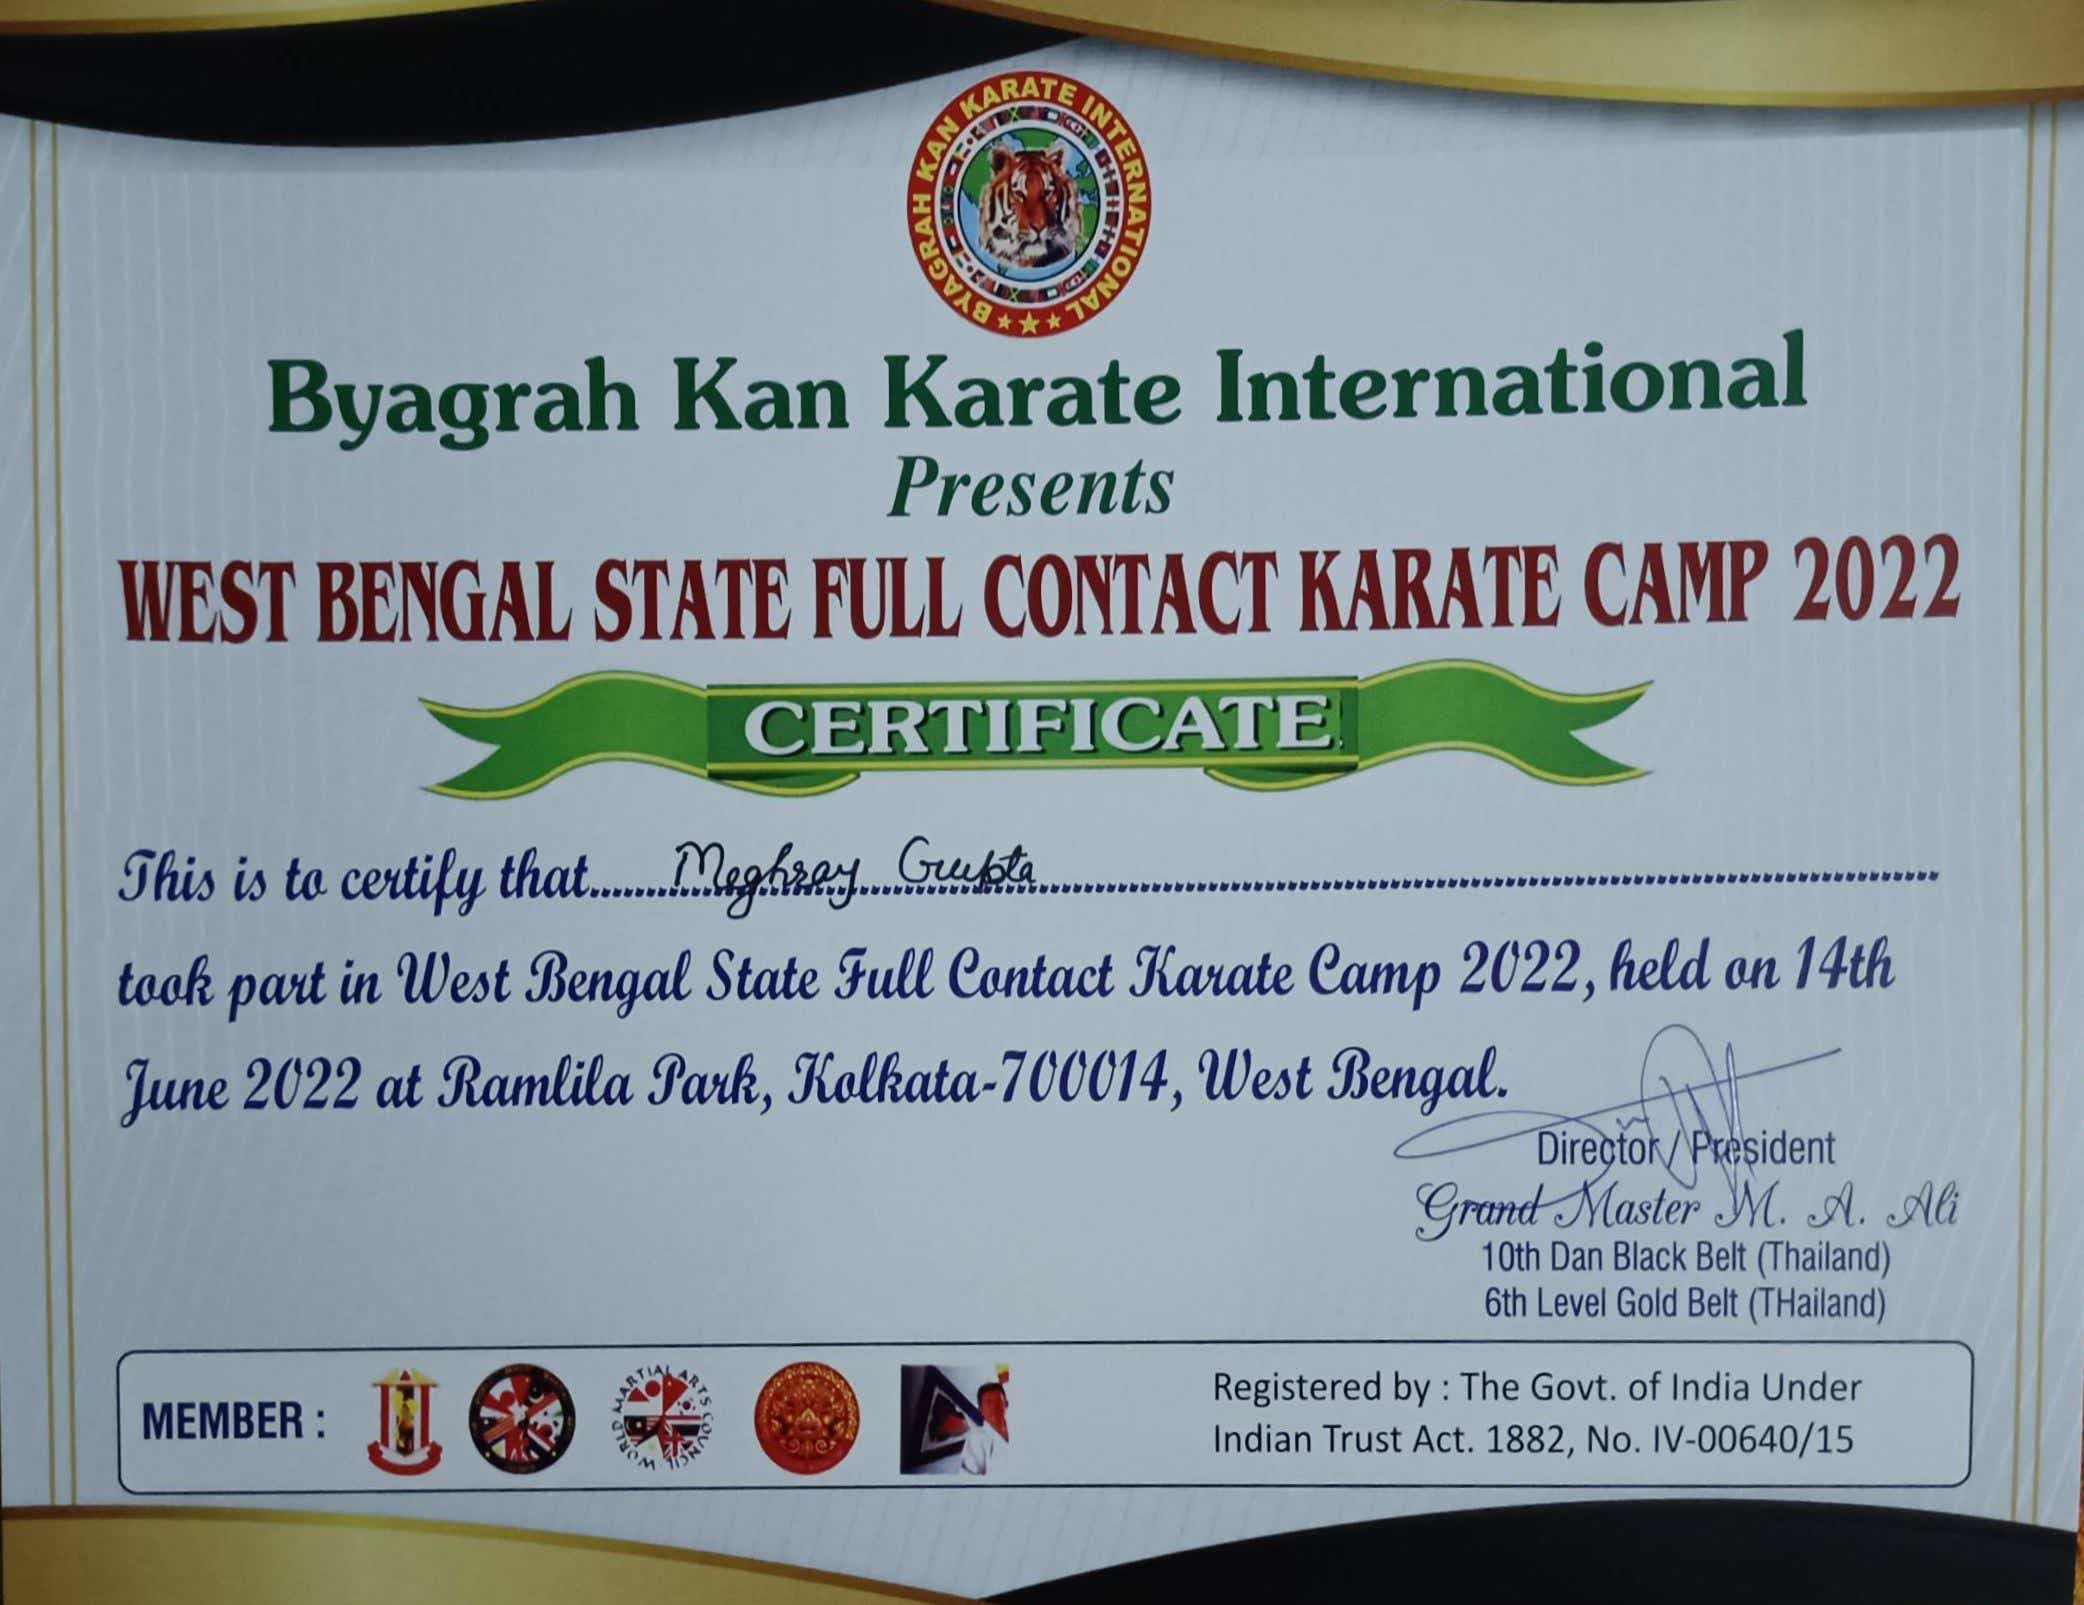 BYAGRAH KAN KARATE INTERNATIONAL
Byagrah Kan Karate International
Presents
WEST BENGAL STATE FULL CONTACT KARATE CAMP 2022
CERTIFICATE
This is to certify that Meghray Gupta
took part in West Bengal State Full Contact Karate Camp 2022, held on 14th
June 2022 at Ramlila Park, Kolkata-700014, West Bengal.
Director / President
Grand Master M. A. Ali
10th Dan Black Belt (Thailand)
6th Level Gold Belt (THailand)
MEMBER :
WORLD MARTIAL ARTS COUNCIL
Registered by : The Govt. of India Under
Indian Trust Act. 1882, No. IV-00640/15